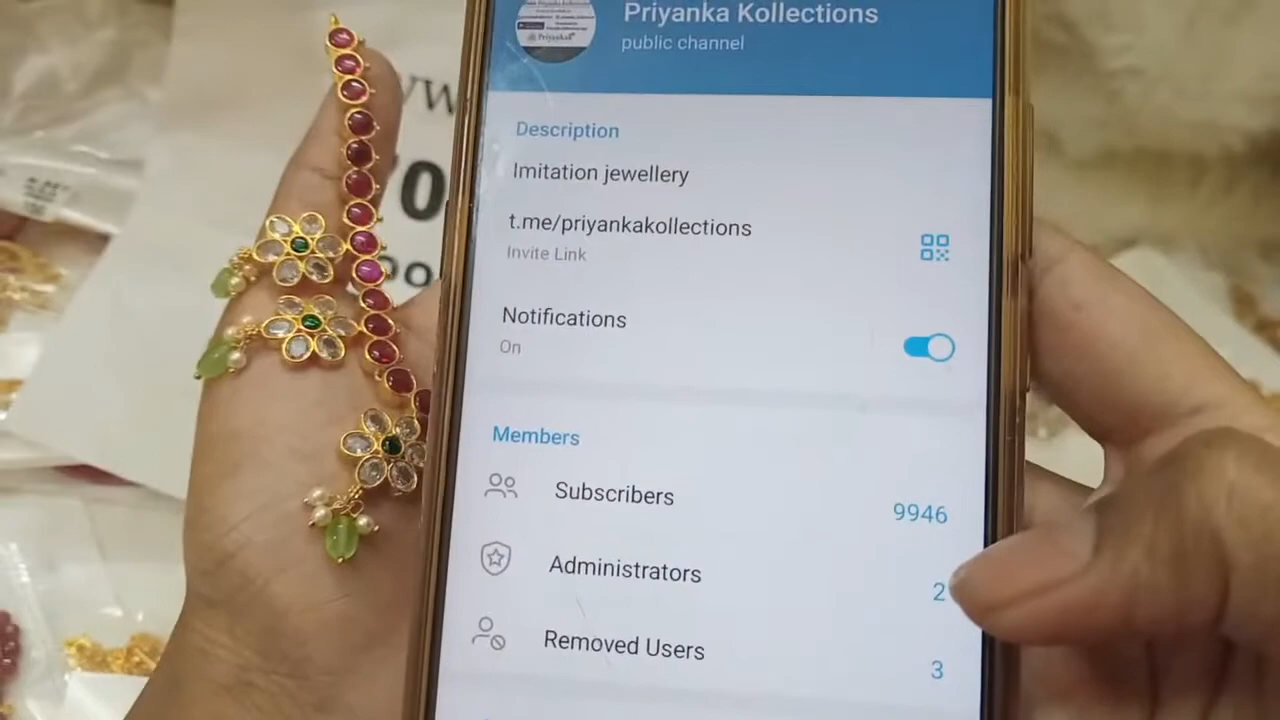 Priyanka Kollections
public channel
Description
Imitation jewellery
t.me/priyankakollections
Invite Link
Notifications
On
Members
Subscribers
9946
Administrators
2
Removed Users
3